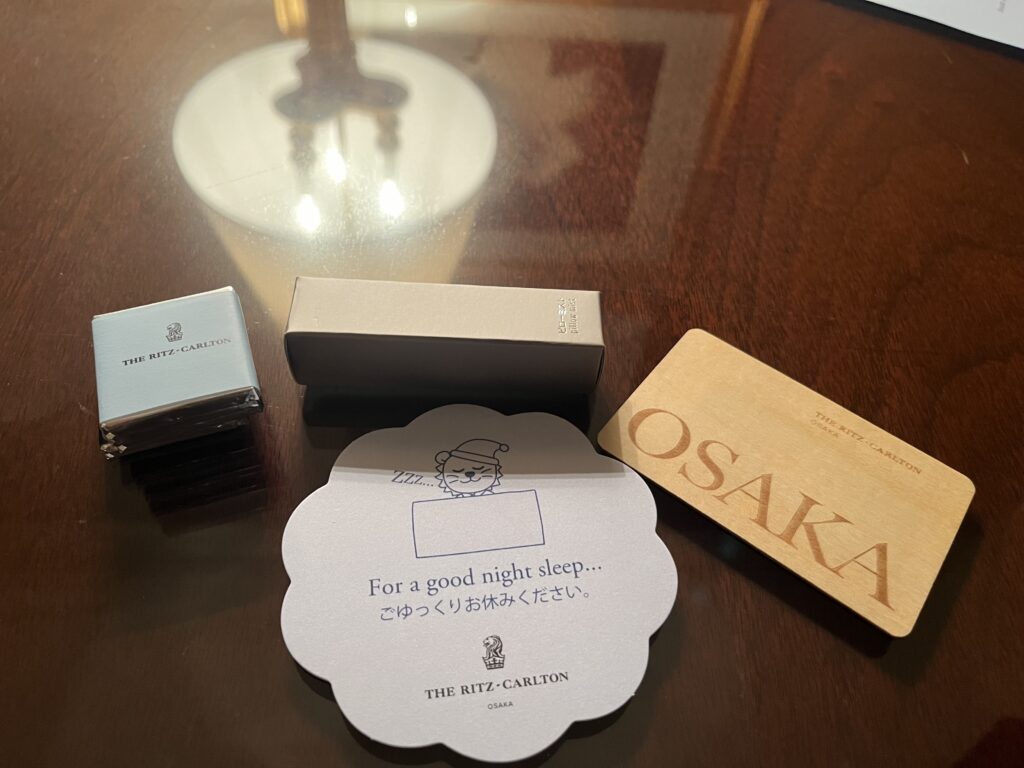 THE RITZ-CARLTON
THE RITZ-CARLTON
OSAKA
OSAKA
ZZZ...
For a good night sleep...
ごゆっくりお休みください。
THE RITZ-CARLTON
OSAKA